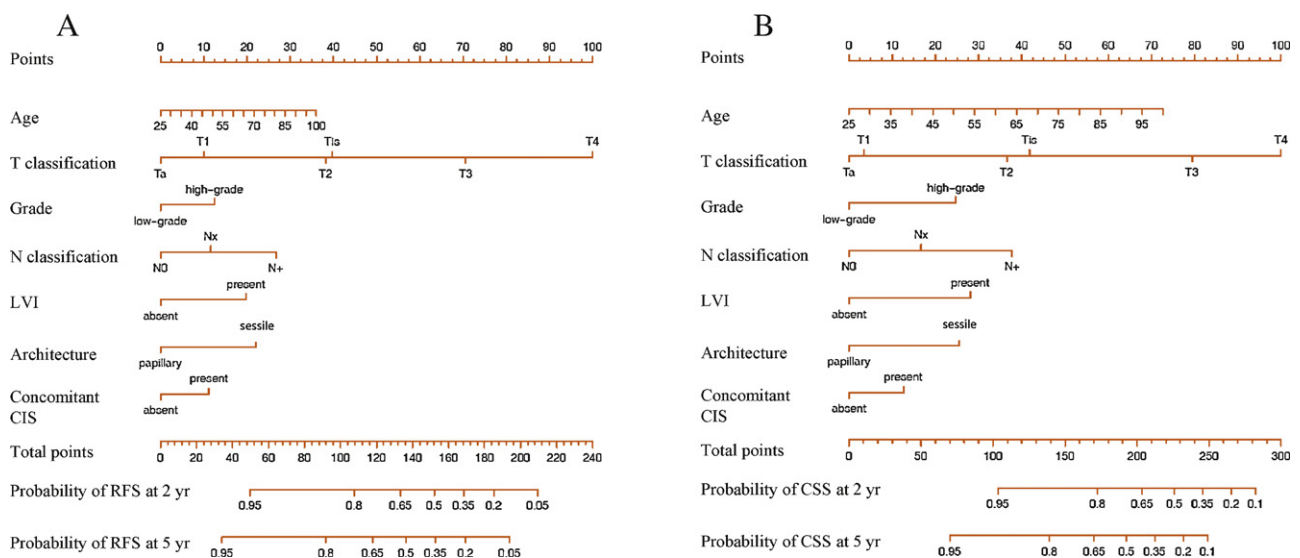 A
Points
0 10 20 30 40 50 60 70 80 90 100
Age
25 40 55 70 85 100
T1 Tis T4
T classification
Ta T2 T3
high-grade
Grade
low-grade
Nx
N classification
N0 N+
present
LVI
absent
sessile
Architecture
papillary
present
Concomitant
CIS
absent
Total points
0 20 40 60 80 100 120 140 160 180 200 220 240
Probability of RFS at 2 yr
0.95 0.8 0.65 0.5 0.35 0.2 0.05
Probability of RFS at 5 yr
0.95 0.8 0.65 0.5 0.35 0.2 0.05
B
Points
0 10 20 30 40 50 60 70 80 90 100
Age
25 35 45 55 65 75 85 95
T1 Tis T4
T classification
Ta T2 T3
high-grade
Grade
low-grade
Nx
N classification
N0 N+
present
LVI
absent
sessile
Architecture
papillary
present
Concomitant
CIS
absent
Total points
0 50 100 150 200 250 300
Probability of CSS at 2 yr
0.95 0.8 0.65 0.5 0.35 0.2 0.1
Probability of CSS at 5 yr
0.95 0.8 0.65 0.5 0.35 0.2 0.1